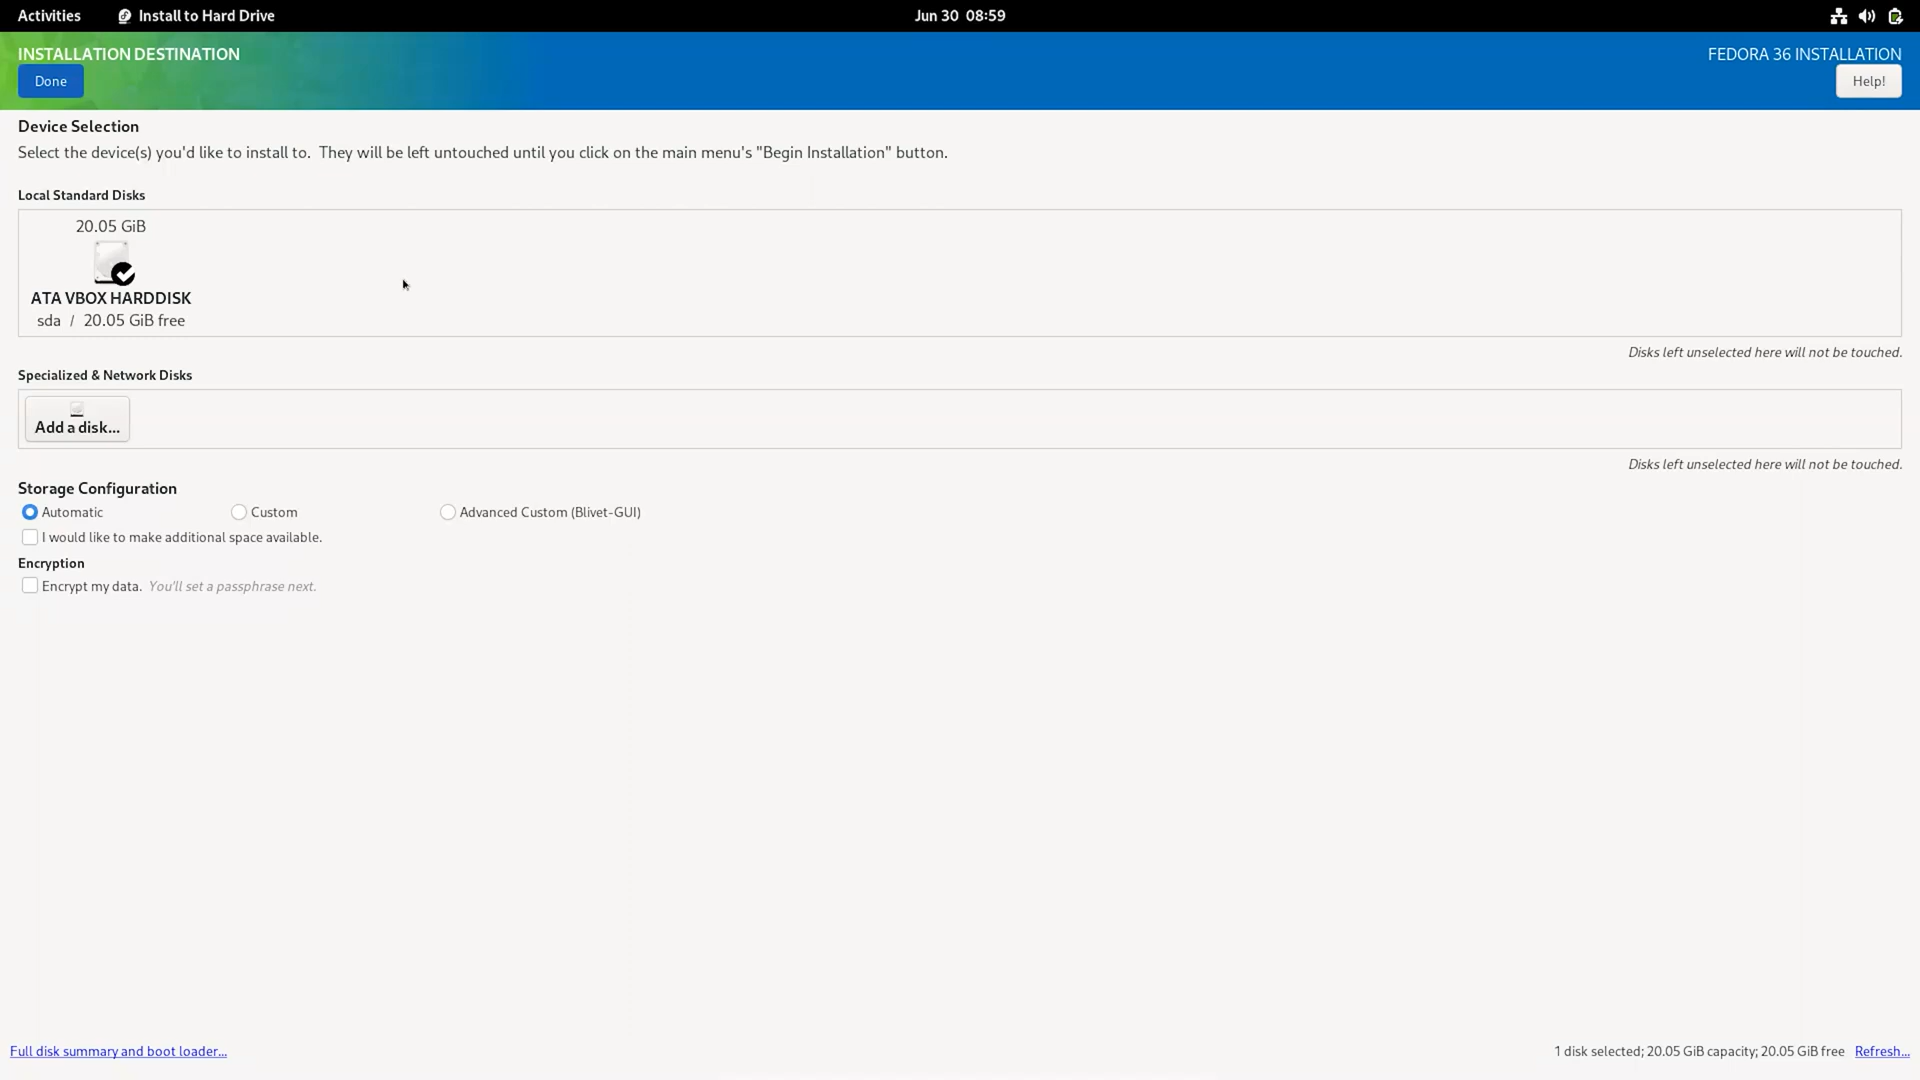 Activities Install to Hard Drive Jun 30 08:59
INSTALLATION DESTINATION FEDORA 36 INSTALLATION
Done Help!
Device Selection
Select the device(s) you'd like to install to. They will be left untouched until you click on the main menu's "Begin Installation" button.
Local Standard Disks
20.05 GiB
ATA VBOX HARDDISK
sda / 20.05 GiB free
Disks left unselected here will not be touched.
Specialized & Network Disks
Add a disk...
Disks left unselected here will not be touched.
Storage Configuration
Automatic Custom Advanced Custom (Blivet-GUI)
I would like to make additional space available.
Encryption
Encrypt my data. You'll set a passphrase next.
Full disk summary and boot loader... 1 disk selected; 20.05 GiB capacity; 20.05 GiB free Refresh...